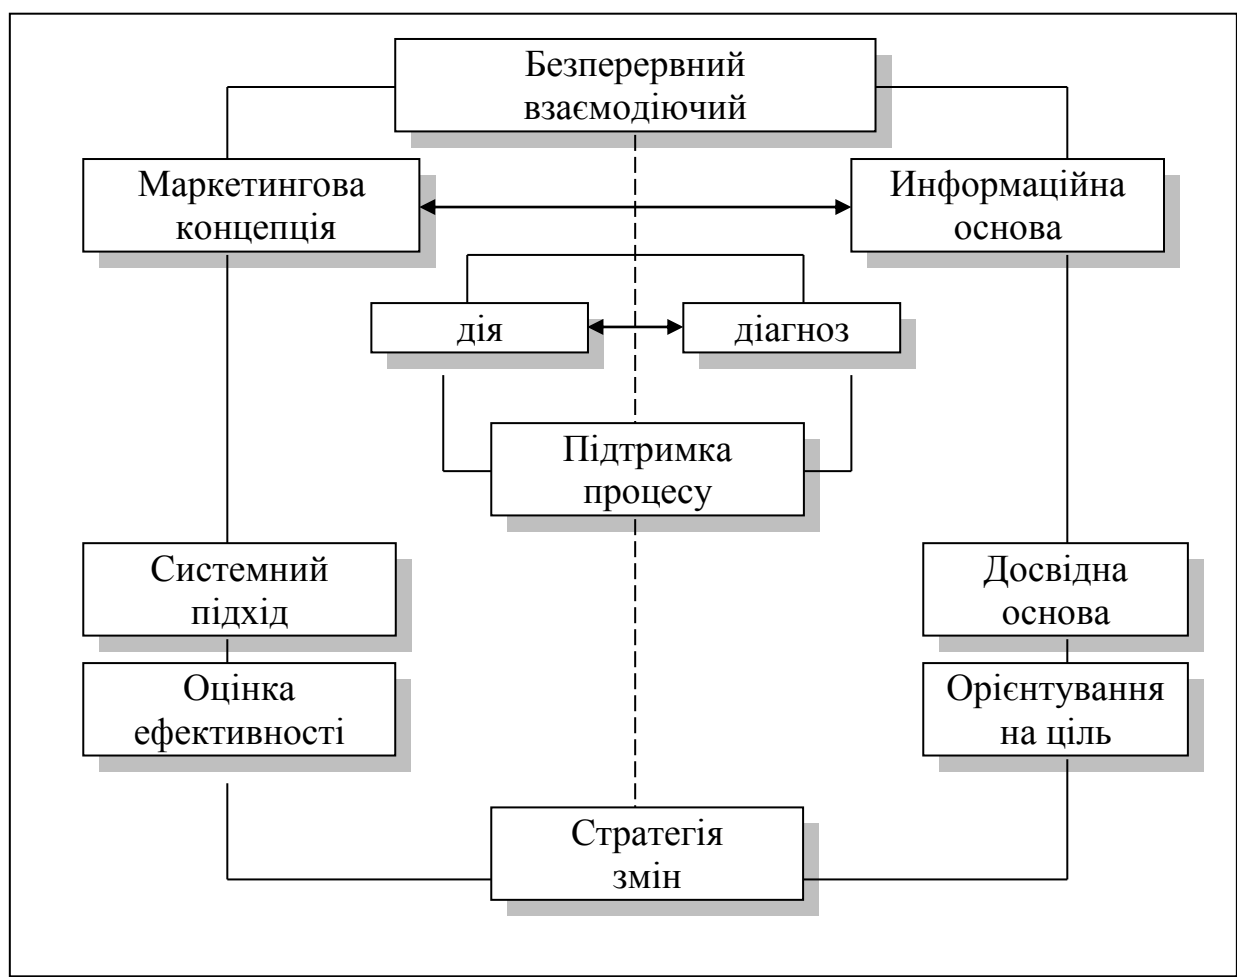 Безперервний
взаємодіючий
Маркетингова
концепція
Информаційна
основа
дія
діагноз
Підтримка
процесу
Системний
підхід
Досвідна
основа
Оцінка
ефективності
Орієнтування
на ціль
Стратегія
змін